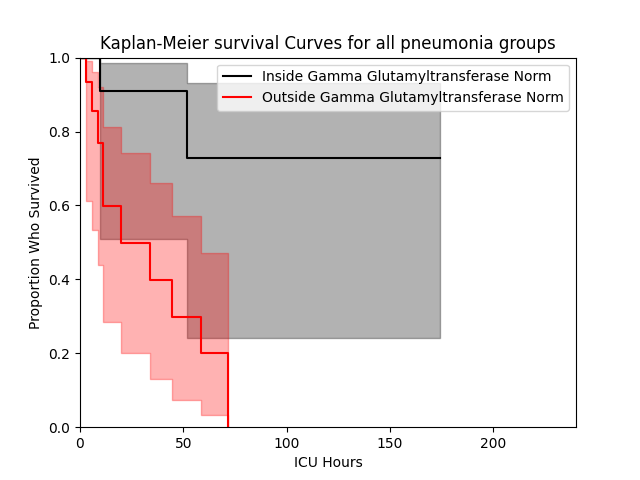 Kaplan-Meier survival Curves for all pneumonia groups
1.0
Inside Gamma Glutamyltransferase Norm
Outside Gamma Glutamyltransferase Norm
0.8
0.6
0.4
0.2
0.0
Proportion Who Survived
0 50 100 150 200
ICU Hours